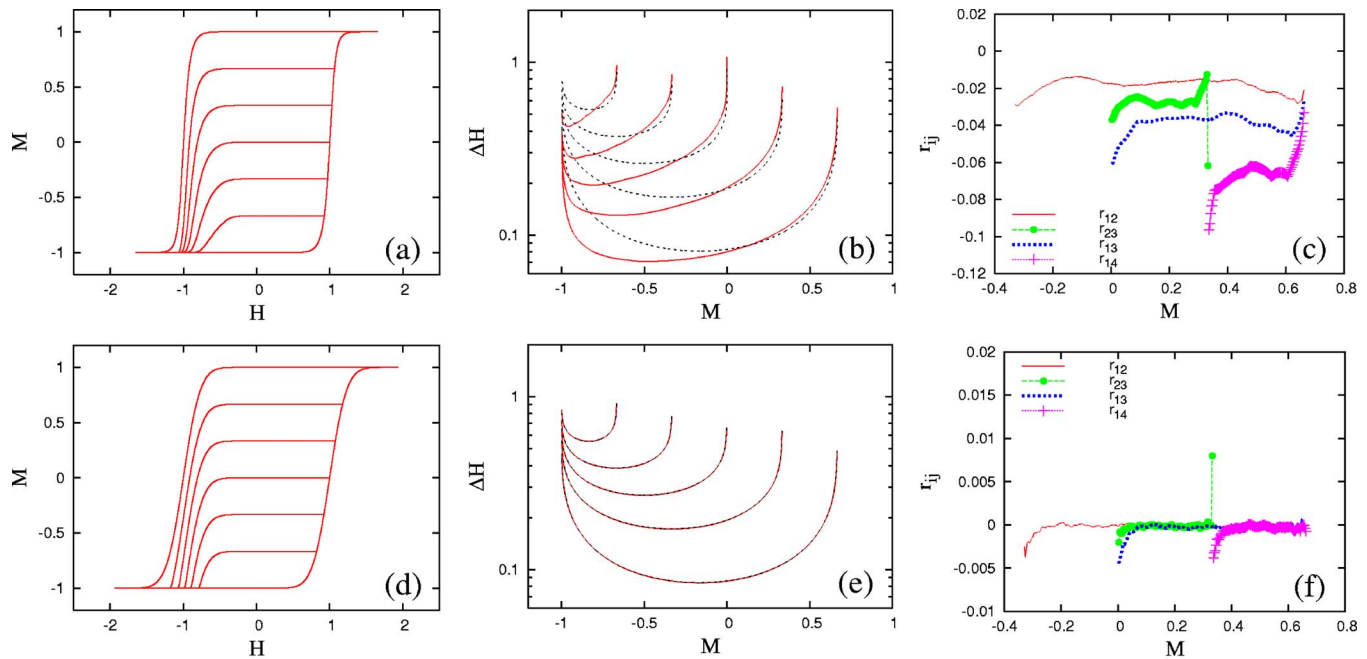 1
0.5
0
-0.5
-1
M
-2
-1
0
1
2
H
(a)
1
0.1
ΔH
-1
-0.5
0
0.5
1
M
(b)
0.02
0
-0.02
-0.04
-0.06
-0.08
-0.1
-0.12
r_ij
r_12
r_23
r_13
r_14
-0.4
-0.2
0
0.2
0.4
0.6
0.8
M
(c)
1
0.5
0
-0.5
-1
M
-2
-1
0
1
2
H
(d)
1
0.1
ΔH
-1
-0.5
0
0.5
1
M
(e)
0.02
0.015
0.01
0.005
0
-0.005
-0.01
r_ij
r_12
r_23
r_13
r_14
-0.4
-0.2
0
0.2
0.4
0.6
0.8
M
(f)